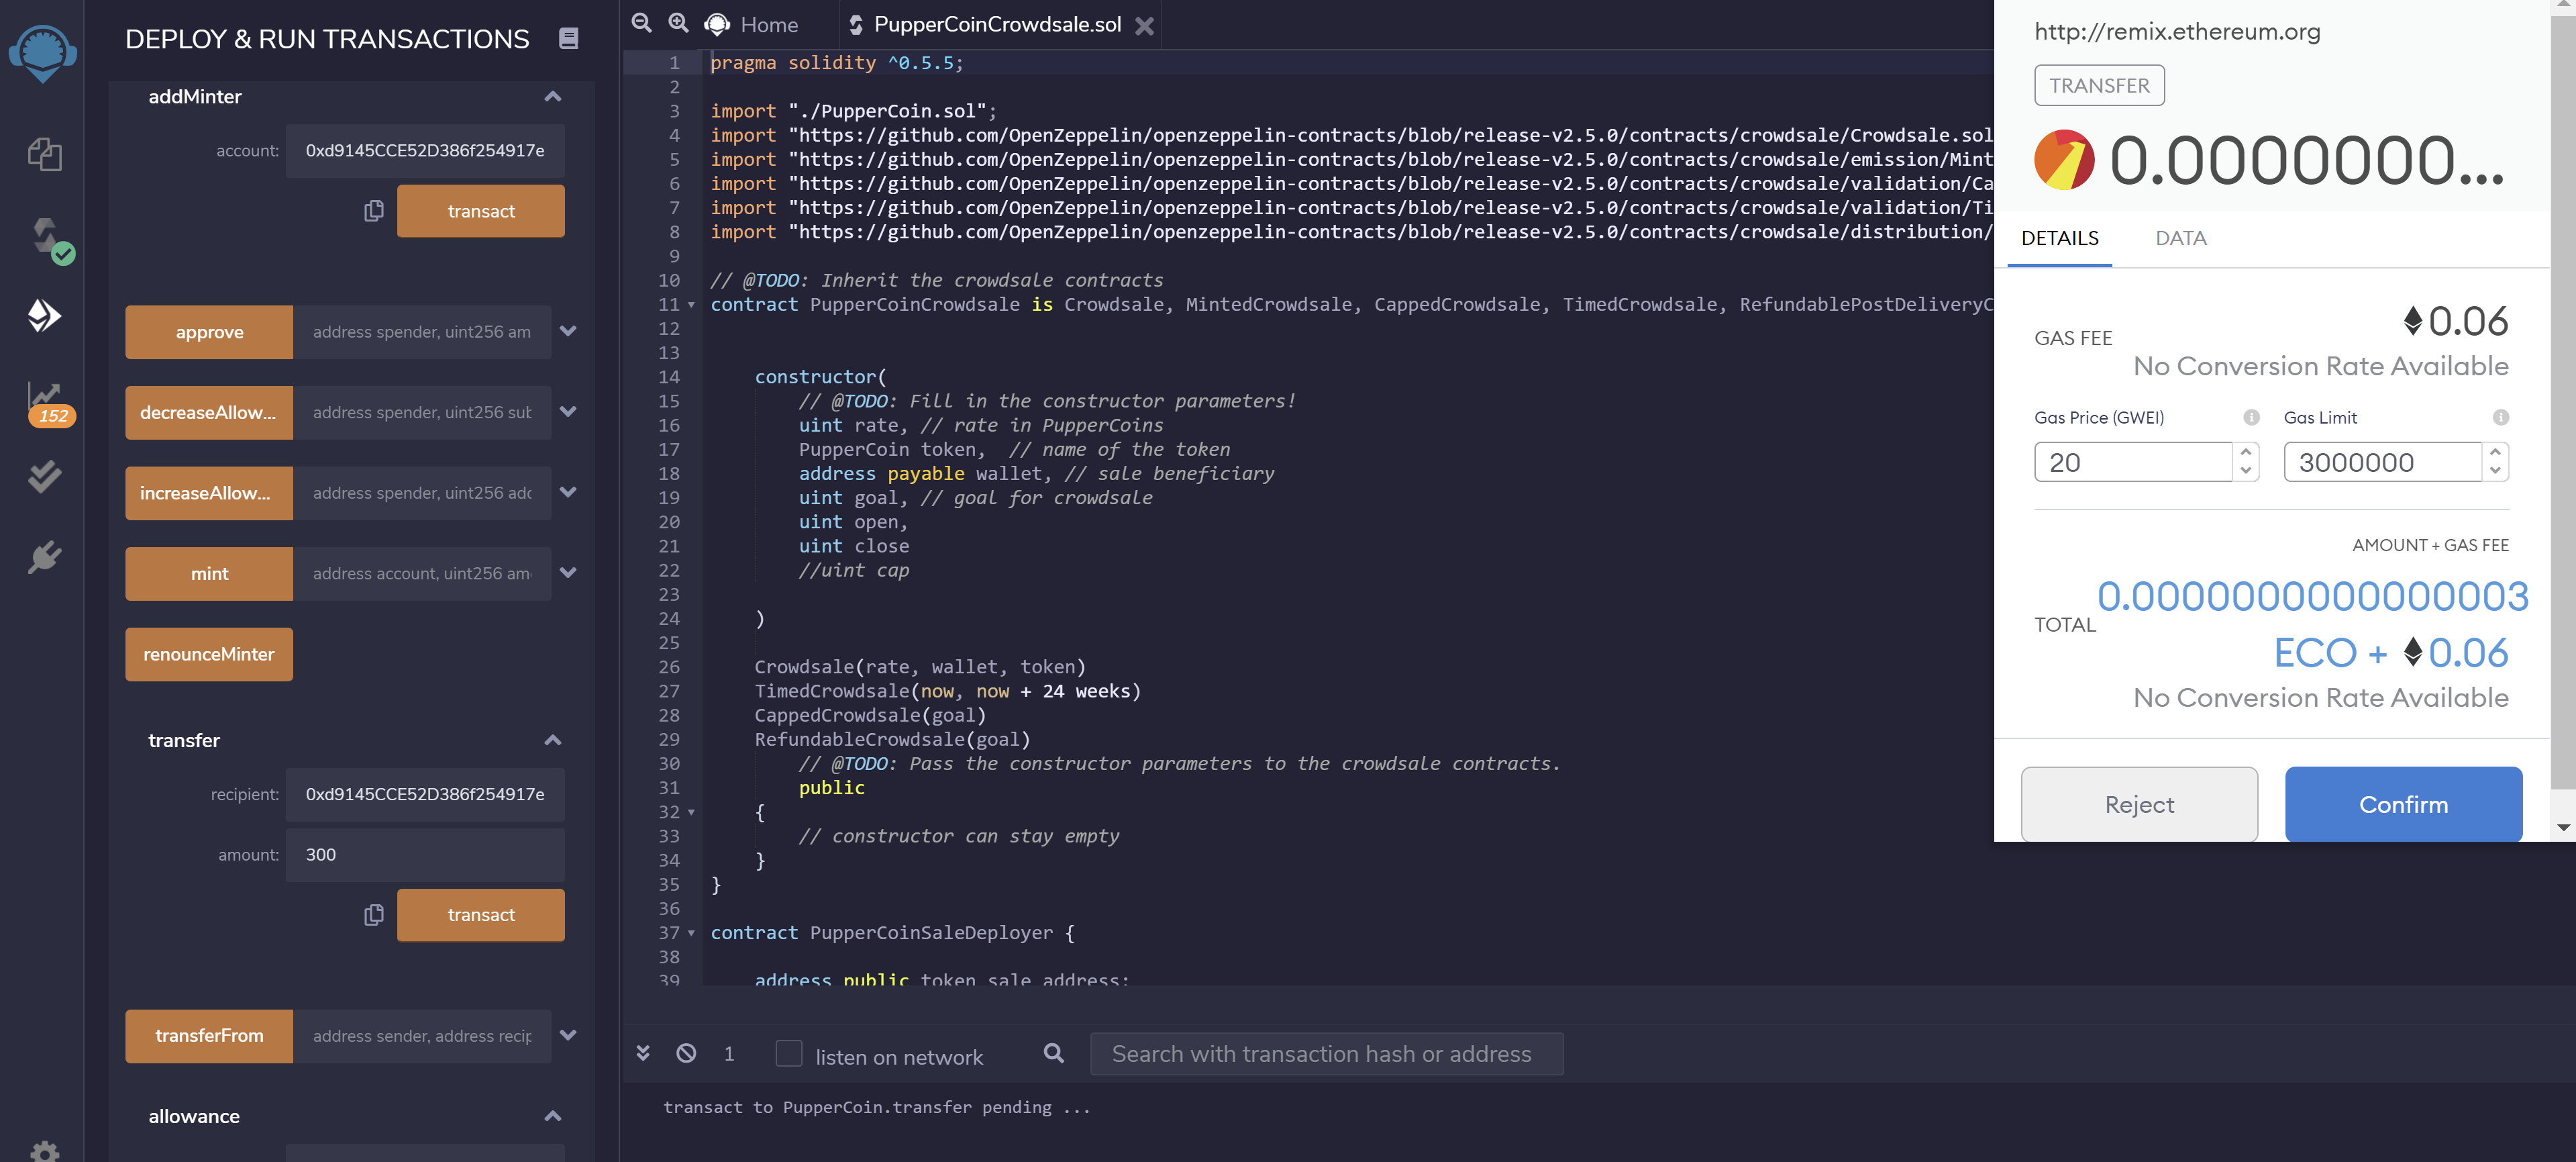 DEPLOY & RUN TRANSACTIONS
addMinter
account: 0xd9145CCE52D386f254917e
transact
approve address spender, uint256 am
decreaseAllow... address spender, uint256 sub
increaseAllow... address spender, uint256 add
mint address account, uint256 am
renounceMinter
transfer
recipient: 0xd9145CCE52D386f254917e
amount: 300
transact
transferFrom address sender, address recip
allowance
152
Home PupperCoinCrowdsale.sol
1 pragma solidity ^0.5.5;
2
3 import "./PupperCoin.sol";
4 import "https://github.com/OpenZeppelin/openzeppelin-contracts/blob/release-v2.5.0/contracts/crowdsale/Crowdsale.sol
5 import "https://github.com/OpenZeppelin/openzeppelin-contracts/blob/release-v2.5.0/contracts/crowdsale/emission/Mint
6 import "https://github.com/OpenZeppelin/openzeppelin-contracts/blob/release-v2.5.0/contracts/crowdsale/validation/Ca
7 import "https://github.com/OpenZeppelin/openzeppelin-contracts/blob/release-v2.5.0/contracts/crowdsale/validation/Ti
8 import "https://github.com/OpenZeppelin/openzeppelin-contracts/blob/release-v2.5.0/contracts/crowdsale/distribution/
9
10 // @TODO: Inherit the crowdsale contracts
11 contract PupperCoinCrowdsale is Crowdsale, MintedCrowdsale, CappedCrowdsale, TimedCrowdsale, RefundablePostDeliveryC
12
13
14 constructor(
15 // @TODO: Fill in the constructor parameters!
16 uint rate, // rate in PupperCoins
17 PupperCoin token, // name of the token
18 address payable wallet, // sale beneficiary
19 uint goal, // goal for crowdsale
20 uint open,
21 uint close
22 //uint cap
23
24 )
25
26 Crowdsale(rate, wallet, token)
27 TimedCrowdsale(now, now + 24 weeks)
28 CappedCrowdsale(goal)
29 RefundableCrowdsale(goal)
30 // @TODO: Pass the constructor parameters to the crowdsale contracts.
31 public
32 {
33 // constructor can stay empty
34 }
35 }
36
37 contract PupperCoinSaleDeployer {
38
39 address public token_sale_address;
1 listen on network Search with transaction hash or address
transact to PupperCoin.transfer pending ...
http://remix.ethereum.org
TRANSFER
0.0000000...
DETAILS DATA
GAS FEE 0.06
No Conversion Rate Available
Gas Price (GWEI) Gas Limit
20 3000000
AMOUNT + GAS FEE
TOTAL 0.0000000000000003
ECO + 0.06
No Conversion Rate Available
Reject Confirm